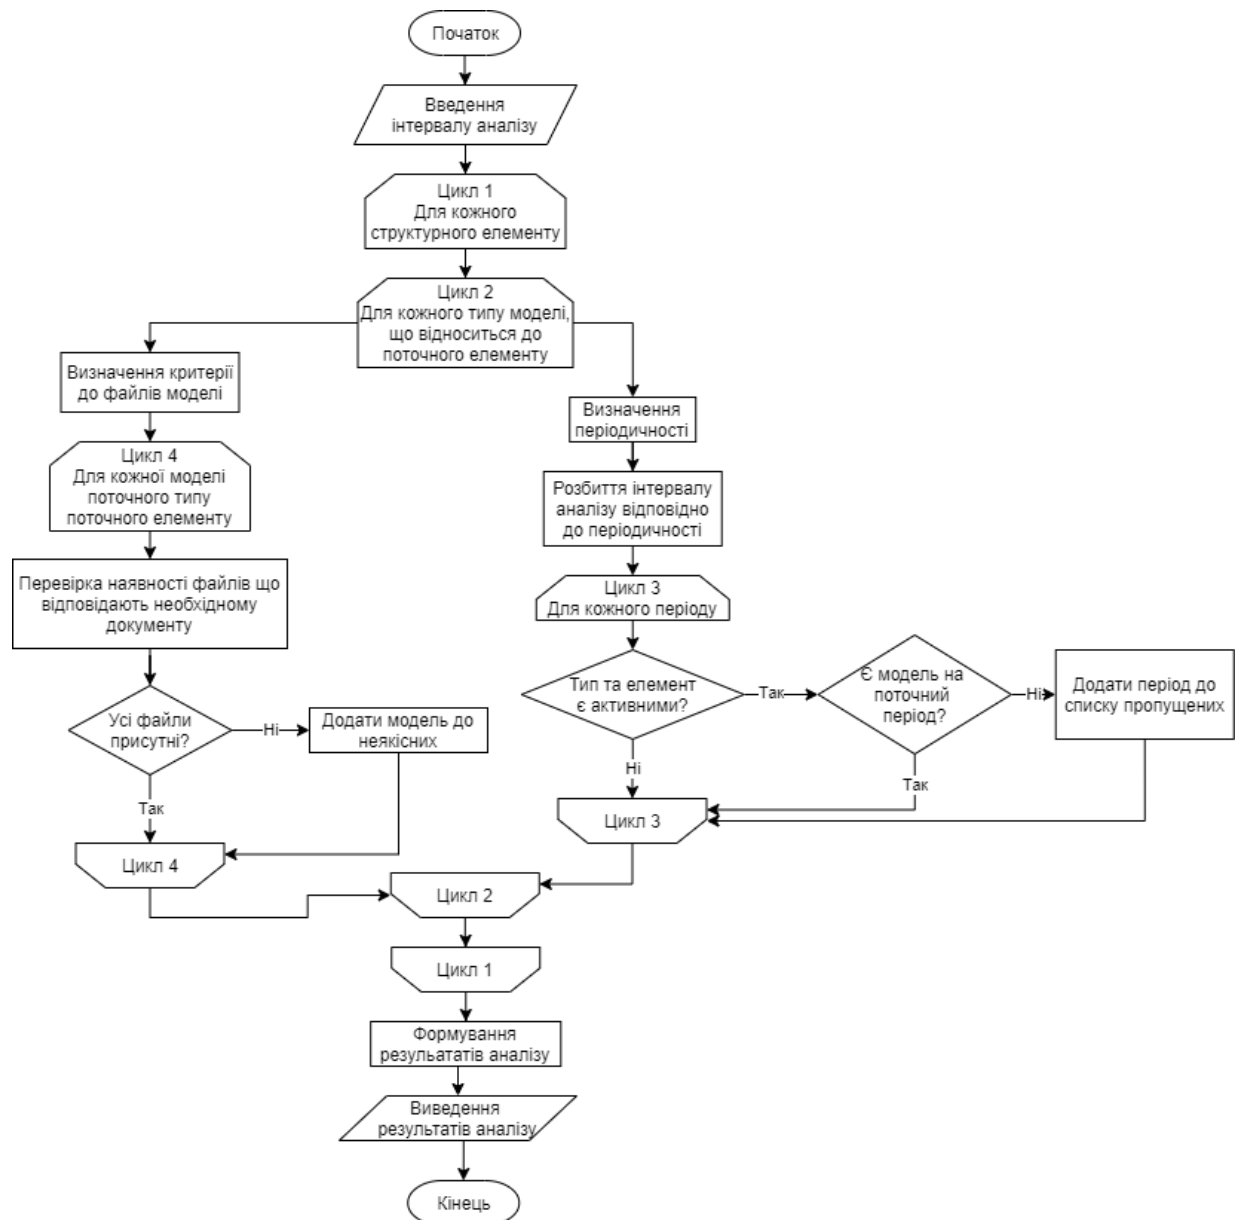 Початок
Введення
інтервалу аналізу
Цикл 1
Для кожного
структурного елементу
Цикл 2
Для кожного типу моделі,
що відноситься до
поточного елементу
Визначення критерії
до файлів моделі
Цикл 4
Для кожної моделі
поточного типу
поточного елементу
Перевірка наявності файлів що
відповідають необхідному
документу
Усі файли
присутні?
Ні
Додати модель до
неякісних
Так
Цикл 4
Визначення
періодичності
Розбиття інтервалу
аналізу відповідно
до періодичності
Цикл 3
Для кожного періоду
Тип та елемент
є активними?
Так
Є модель на
поточний
період?
Ні
Додати період до
списку пропущених
Ні
Так
Цикл 3
Цикл 2
Цикл 1
Формування
резульататів аналізу
Виведення
результатів аналізу
Кінець